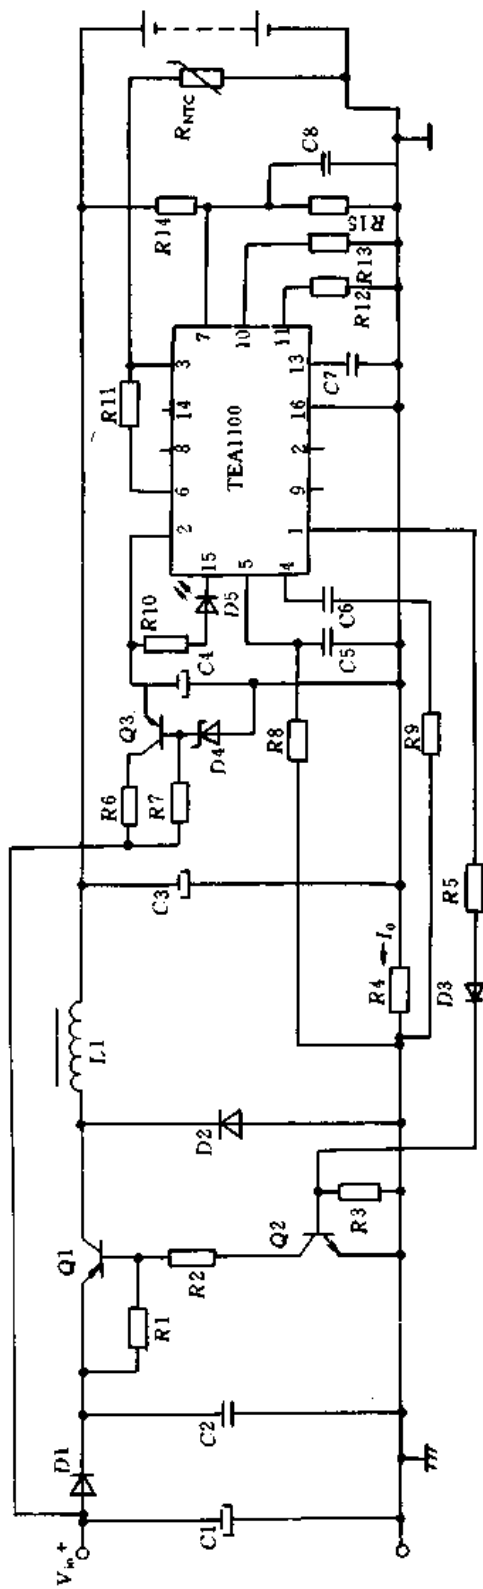 V_in +
D1
C1
C2
R1
Q1
R2
Q2
R3
D2
L1
C3
R4
I_0
D3
R5
R6
R7
Q3
D4
C4
R10
D5
R8
C5
C6
R9
TEA1100
2
6
8
14
3
15
5
4
1
9
2
16
13
7
10
11
R11
C7
R12
R13
R14
R15
C8
R_NTC